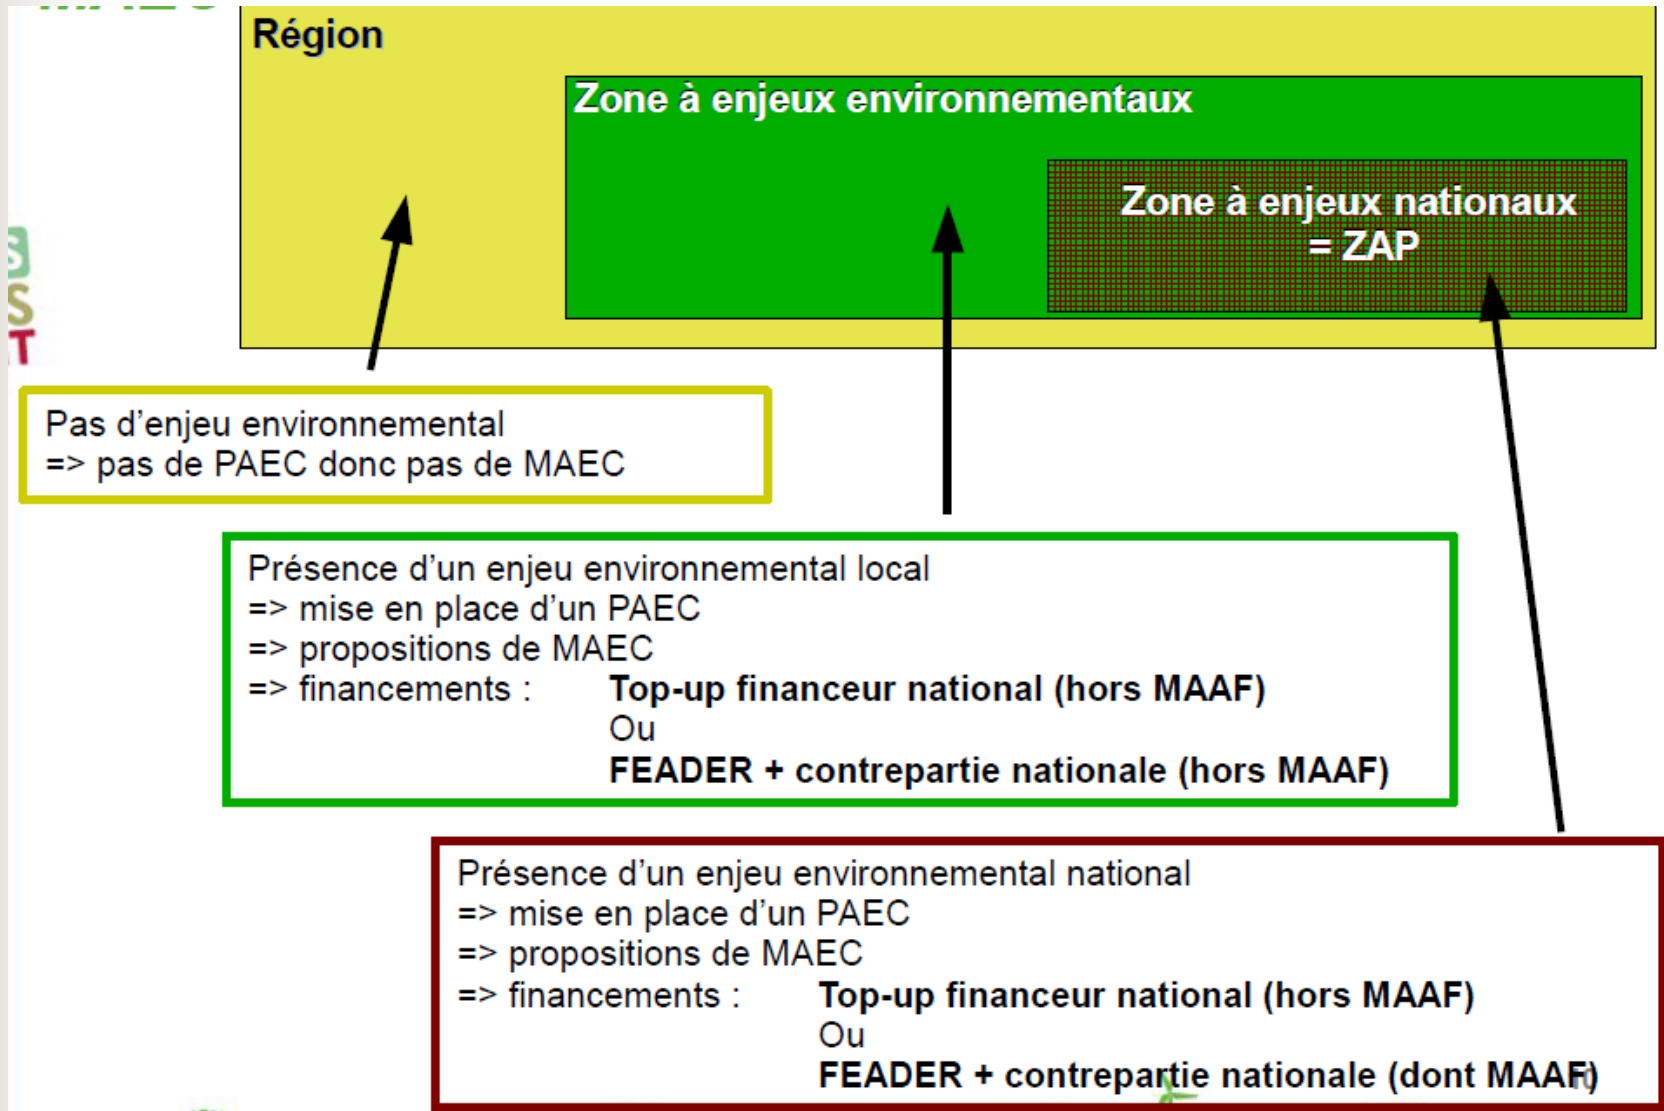 Région
Zone à enjeux environnementaux
Zone à enjeux nationaux
= ZAP
S
S
T
Pas d'enjeu environnemental
=> pas de PAEC donc pas de MAEC
Présence d'un enjeu environnemental local
=> mise en place d'un PAEC
=> propositions de MAEC
=> financements : Top-up financeur national (hors MAAF)
Ou
FEADER + contrepartie nationale (hors MAAF)
Présence d'un enjeu environnemental national
=> mise en place d'un PAEC
=> propositions de MAEC
=> financements : Top-up financeur national (hors MAAF)
Ou
FEADER + contrepartie nationale (dont MAAF)
10